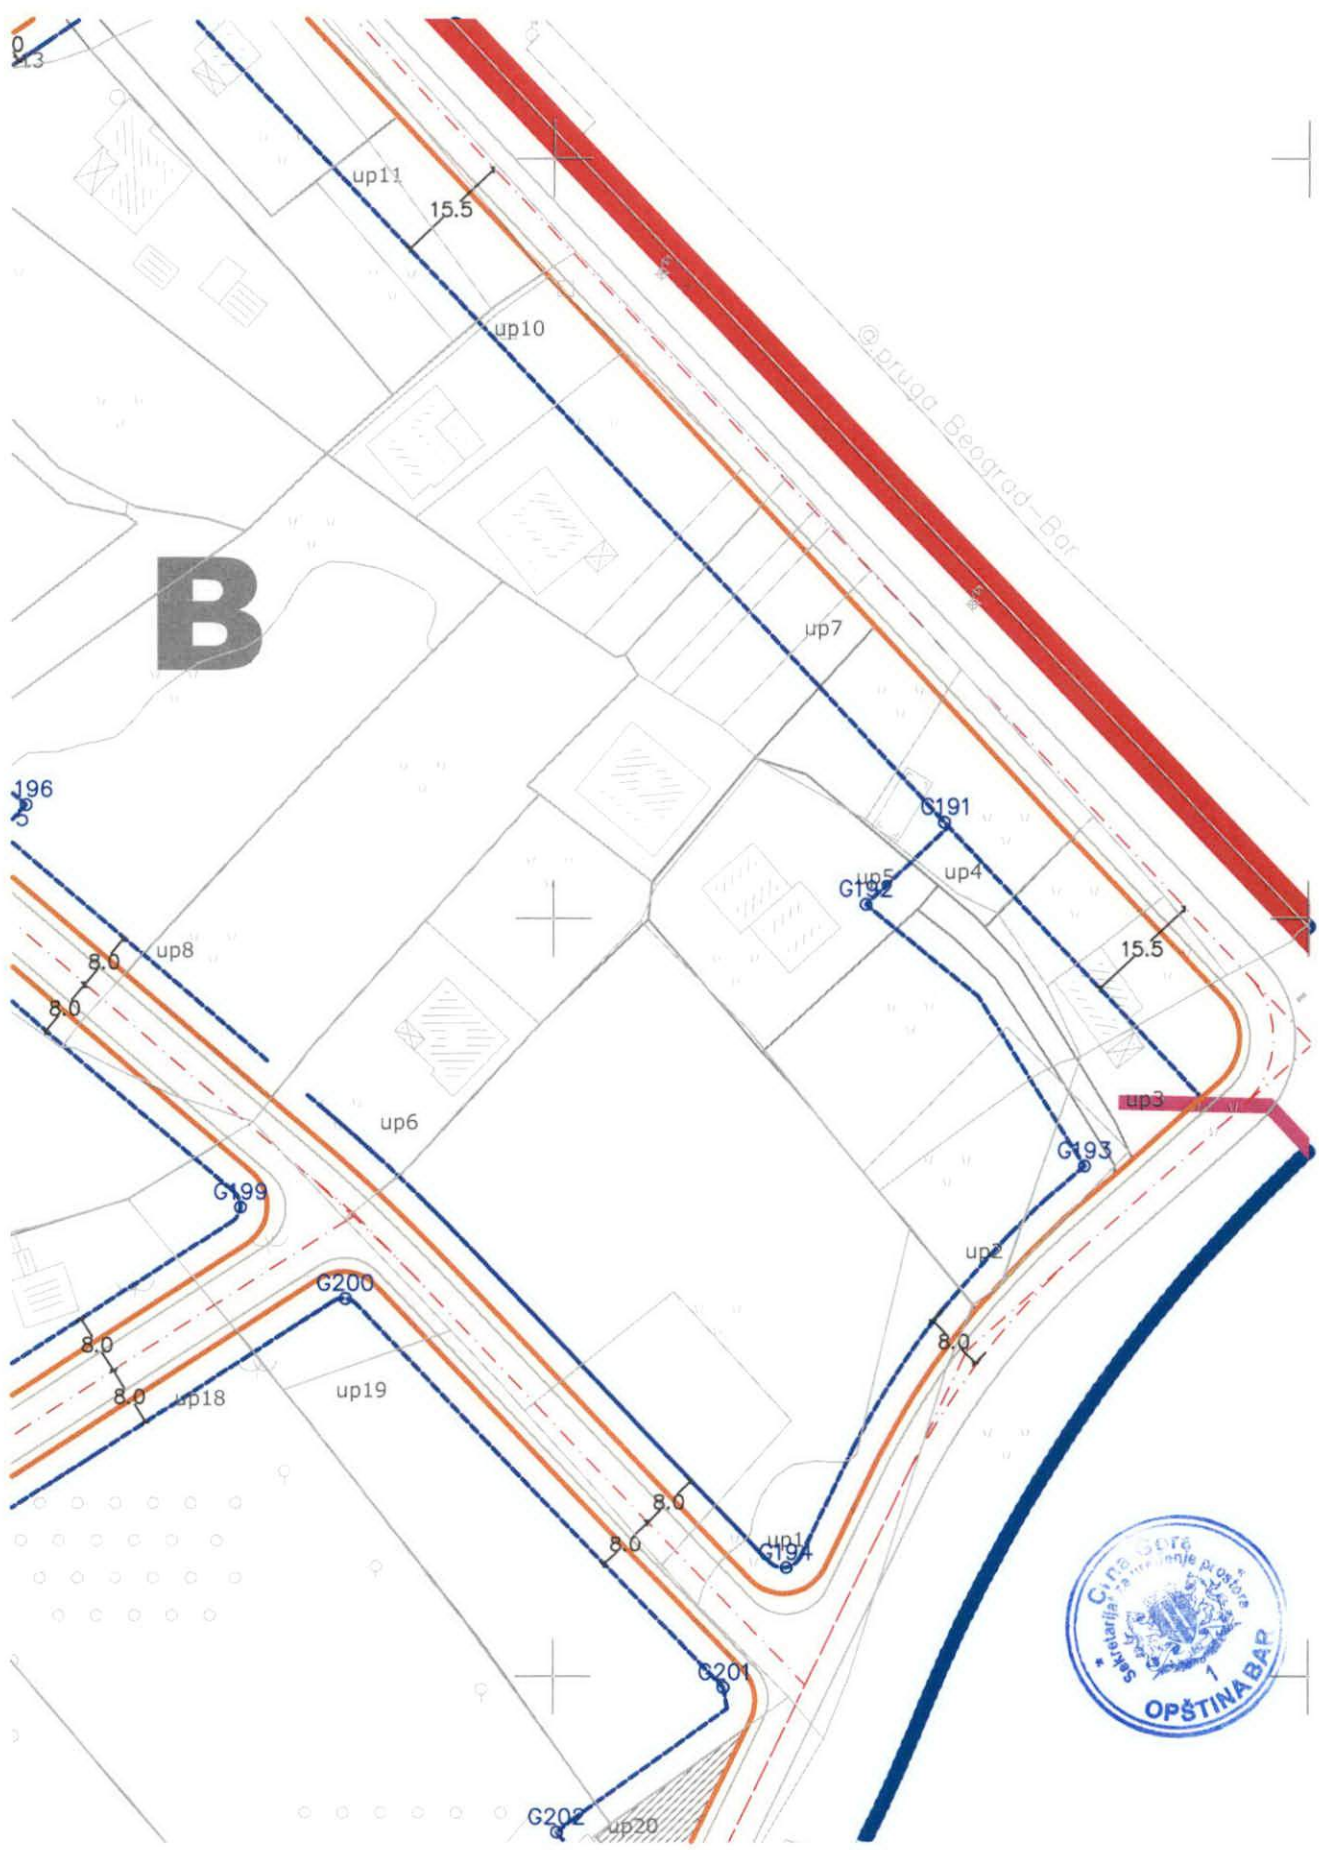 up11
15.5
up10
@pruga Beograd-Bar
B
up7
196
5
G191
up4
up5
G192
up8
8.0
8.0
15.5
up3
up6
G193
G199
up2
G200
8.0
8.0
8.0
up18
up19
8.0
8.0
up1
G194
Crna Gora
Sekretarijat za uređenje prostora
1
OPŠTINA BAR
G201
G202
up20